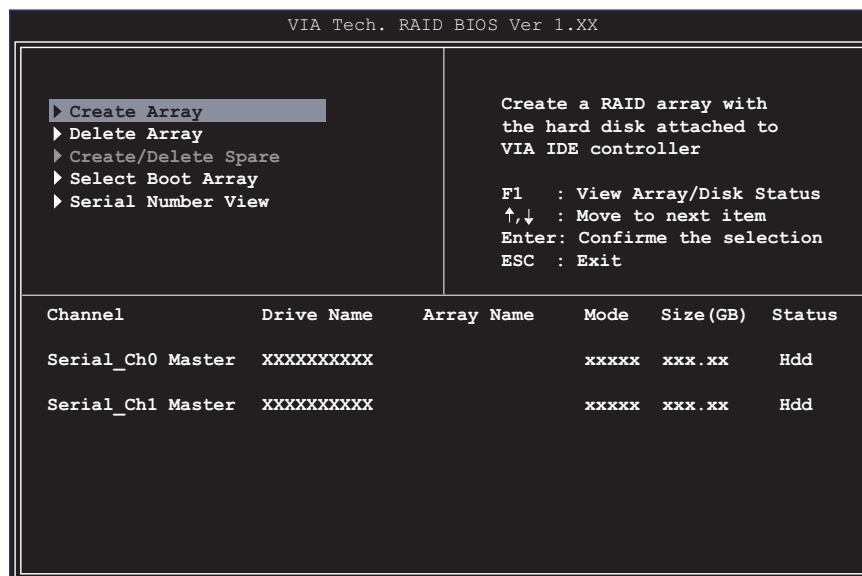 VIA Tech. RAID BIOS Ver 1.XX
Create Array
Delete Array
Create/Delete Spare
Select Boot Array
Serial Number View
Create a RAID array with
the hard disk attached to
VIA IDE controller
F1 : View Array/Disk Status
↑,↓ : Move to next item
Enter: Confirme the selection
ESC : Exit
Channel Drive Name Array Name Mode Size(GB) Status
Serial_Ch0 Master XXXXXXXXXX xxxxx xxx.xx Hdd
Serial_Ch1 Master XXXXXXXXXX xxxxx xxx.xx Hdd